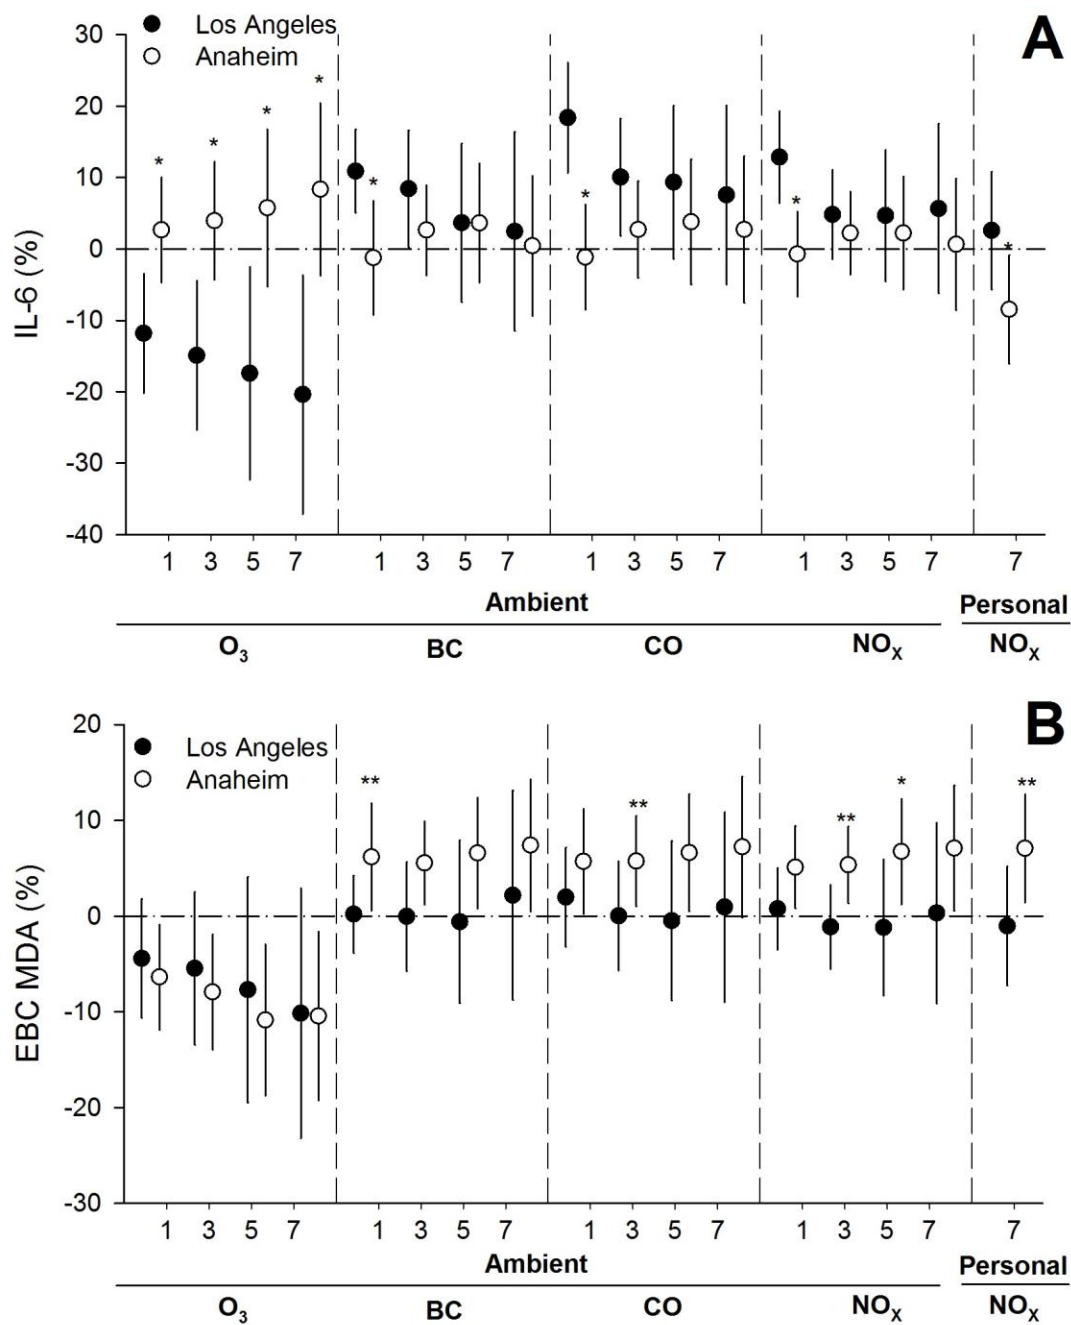 Los Angeles
Anaheim
A
IL-6 (%)
30
20
10
0
-10
-20
-30
-40
* * * * * * * *
1 3 5 7 1 3 5 7 1 3 5 7 1 3 5 7 7
Ambient Personal
O3 BC CO NOX NOX
Los Angeles
Anaheim
B
EBC MDA (%)
20
10
0
-10
-20
-30
** ** ** * **
1 3 5 7 1 3 5 7 1 3 5 7 1 3 5 7 7
Ambient Personal
O3 BC CO NOX NOX